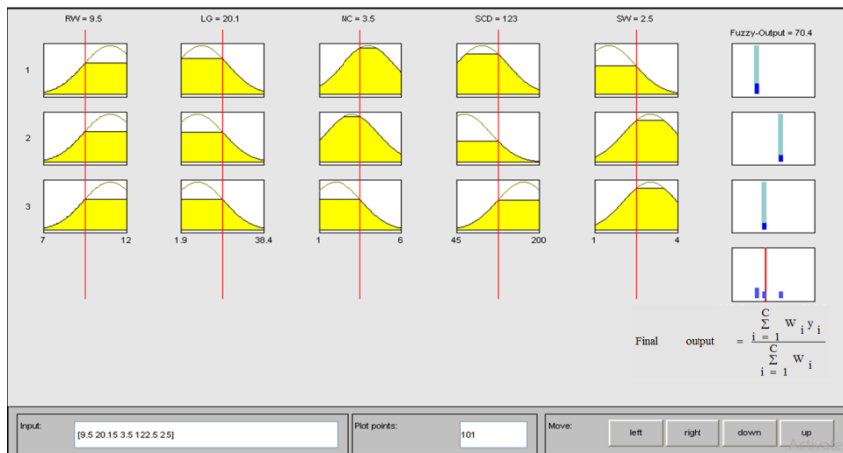 RW = 9.5 LG = 20.1 NC = 3.5 SCD = 123 SW = 2.5
Fuzzy-Output = 70.4
1
2
3
7 12 1.9 38.4 1 6 45 200 1 4
Final output = C Σ i = 1 W i y i
C Σ i = 1 W i
Input: [9.5 20.15 3.5 122.5 2.5] Plot points: 101 Move: left right down up
Activate